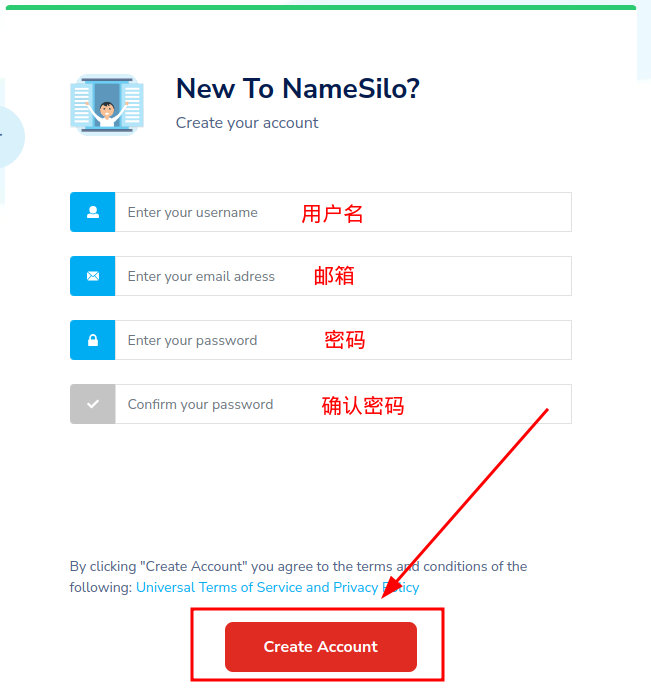 New To NameSilo?
Create your account
Enter your username 用户名
Enter your email adress 邮箱
Enter your password 密码
Confirm your password 确认密码
By clicking "Create Account" you agree to the terms and conditions of the
following: Universal Terms of Service and Privacy Policy
Create Account